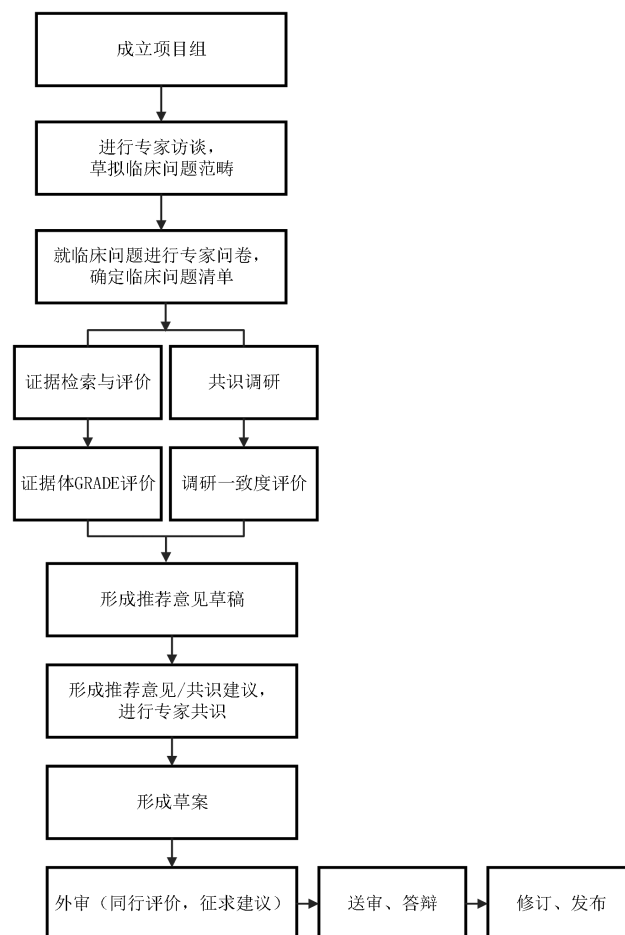 成立项目组
进行专家访谈，
草拟临床问题范畴
就临床问题进行专家问卷，
确定临床问题清单
证据检索与评价
共识调研
证据体GRADE评价
调研一致度评价
形成推荐意见草稿
形成推荐意见/共识建议，
进行专家共识
形成草案
外审（同行评价，征求建议）
送审、答辩
修订、发布